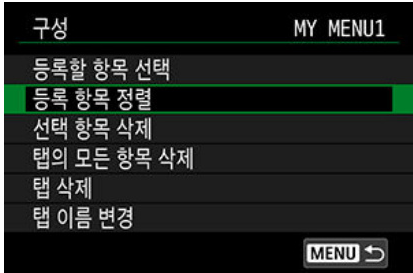 구성 MY MENU1
등록할 항목 선택
등록 항목 정렬
선택 항목 삭제
탭의 모든 항목 삭제
탭 삭제
탭 이름 변경
MENU